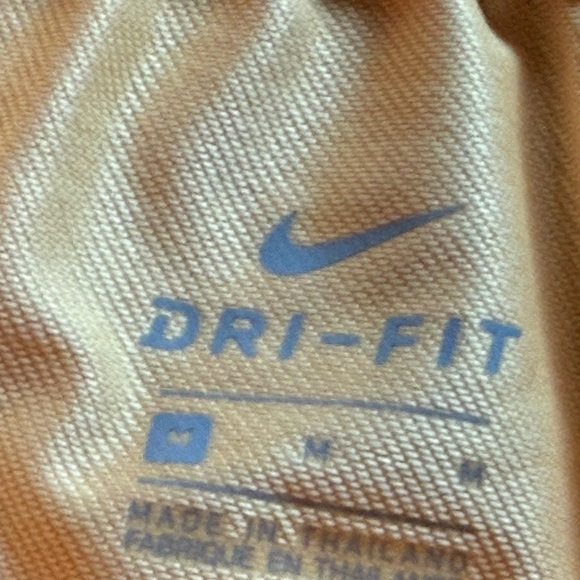 DRI-FIT
M M M
MADE IN THAILAND
FABRIQUE EN THAILANDE